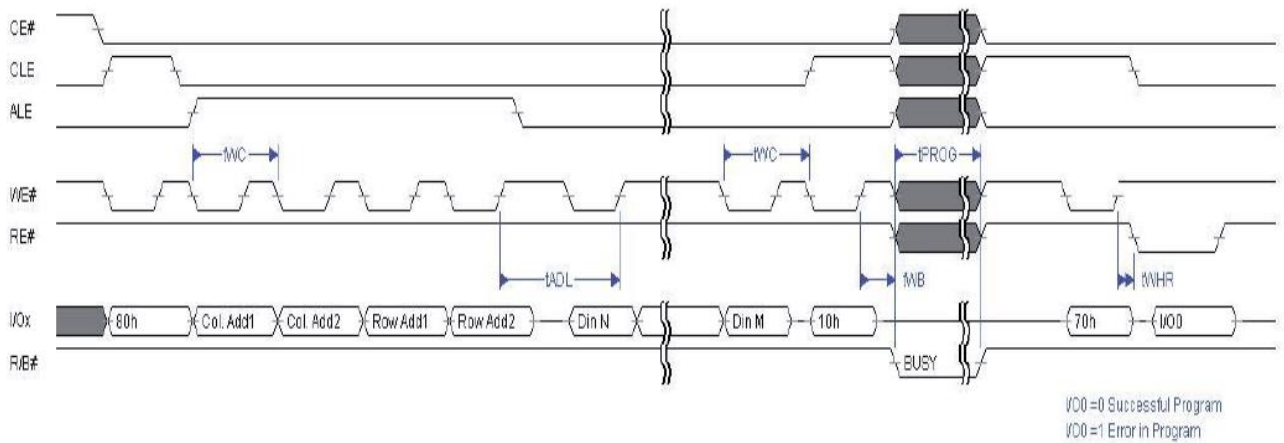 CE#
CLE
ALE
tWC
tWC
tPROG
WE#
RE#
tADL
tWB
tWHR
I/Ox
80h
Col. Add1
Col. Add2
Row Add1
Row Add2
Din N
Din M
10h
70h
I/O0
R/B#
BUSY
I/O0 =0 Successful Program
I/O0 =1 Error in Program